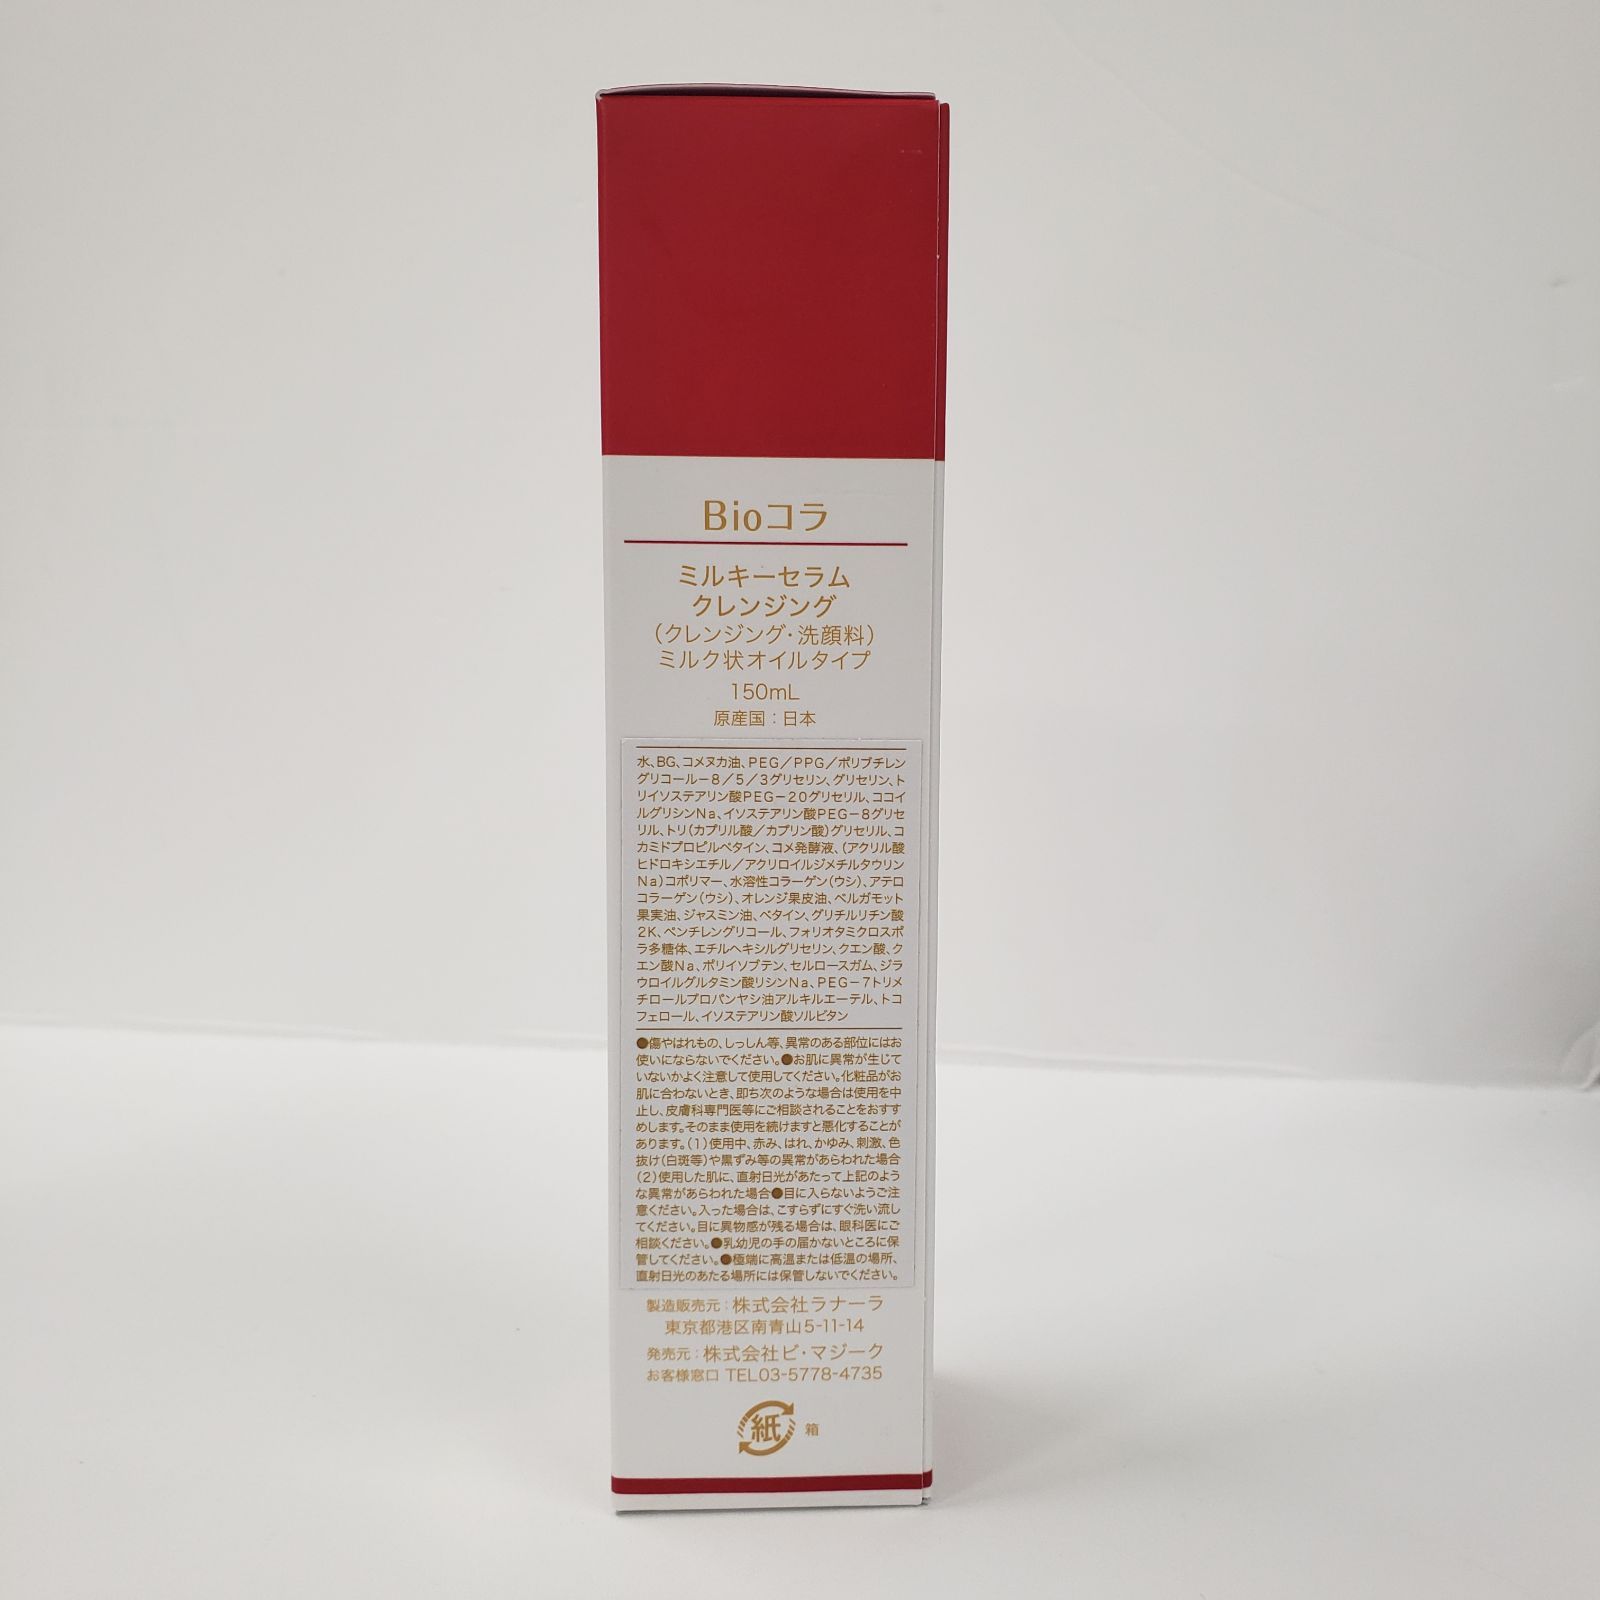 Bioコラ
ミルキーセラム
クレンジング
(クレンジング・洗顔料)
ミルク状オイルタイプ
150mL
原産国：日本
水、BG、コメヌカ油、PEG／PPG／ポリブチレン
グリコール－8／5／3グリセリン、グリセリン、ト
リイソステアリン酸PEG－20グリセリル、ココイ
ルグリシンNa、イソステアリン酸PEG－8グリセ
リル、トリ(カプリル酸／カプリン酸)グリセリル、コ
カミドプロピルベタイン、コメ発酵液、(アクリル酸
ヒドロキシエチル／アクリロイルジメチルタウリン
Na)コポリマー、水溶性コラーゲン(ウシ)、アテロ
コラーゲン(ウシ)、オレンジ果皮油、ベルガモット
果実油、ジャスミン油、ベタイン、グリチルリチン酸
2K、ペンチレングリコール、フォリオタミクロスポ
ラ多糖体、エチルヘキシルグリセリン、クエン酸、ク
エン酸Na、ポリイソブテン、セルロースガム、ジラ
ウロイルグルタミン酸リシンNa、PEG－7トリメ
チロールプロパンヤシ油アルキルエーテル、トコ
フェロール、イソステアリン酸ソルビタン
●傷やはれもの、しっしん等、異常のある部位にはお
使いにならないでください。●お肌に異常が生じて
いないかよく注意して使用してください。化粧品がお
肌に合わないとき、即ち次のような場合は使用を中
止し、皮膚科専門医等にご相談されることをおすす
めします。そのまま使用を続けますと悪化することが
あります。(1)使用中、赤み、はれ、かゆみ、刺激、色
抜け(白斑等)や黒ずみ等の異常があらわれた場合
(2)使用した肌に、直射日光があたって上記のよう
な異常があらわれた場合●目に入らないようご注
意ください。入った場合は、こすらずにすぐ洗い流し
てください。目に異物感が残る場合は、眼科医にご
相談ください。●乳幼児の手の届かないところに保
管してください。●極端に高温または低温の場所、
直射日光のあたる場所には保管しないでください。
製造販売元：株式会社ラナーラ
東京都港区南青山5-11-14
発売元：株式会社ビ・マジーク
お客様窓口 TEL03-5778-4735
紙 箱